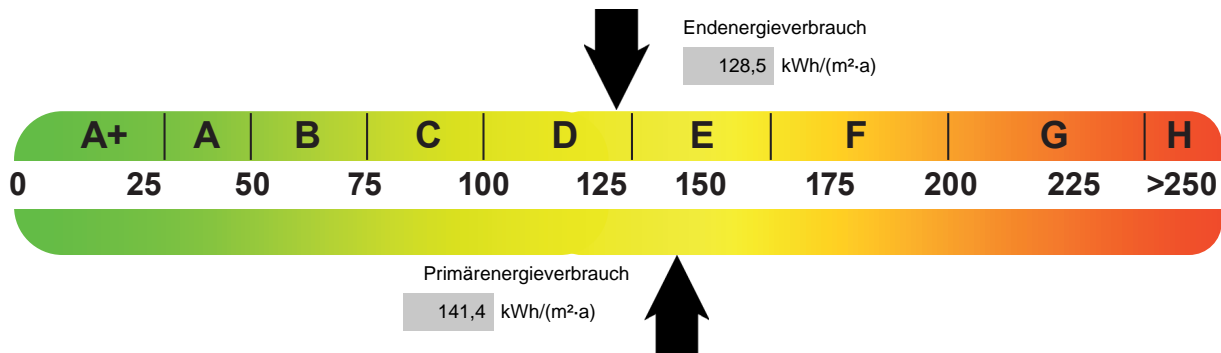 Endenergieverbrauch
128,5 kWh/(m²·a)
A+ A B C D E F G H
0 25 50 75 100 125 150 175 200 225 >250
Primärenergieverbrauch
141,4 kWh/(m²·a)